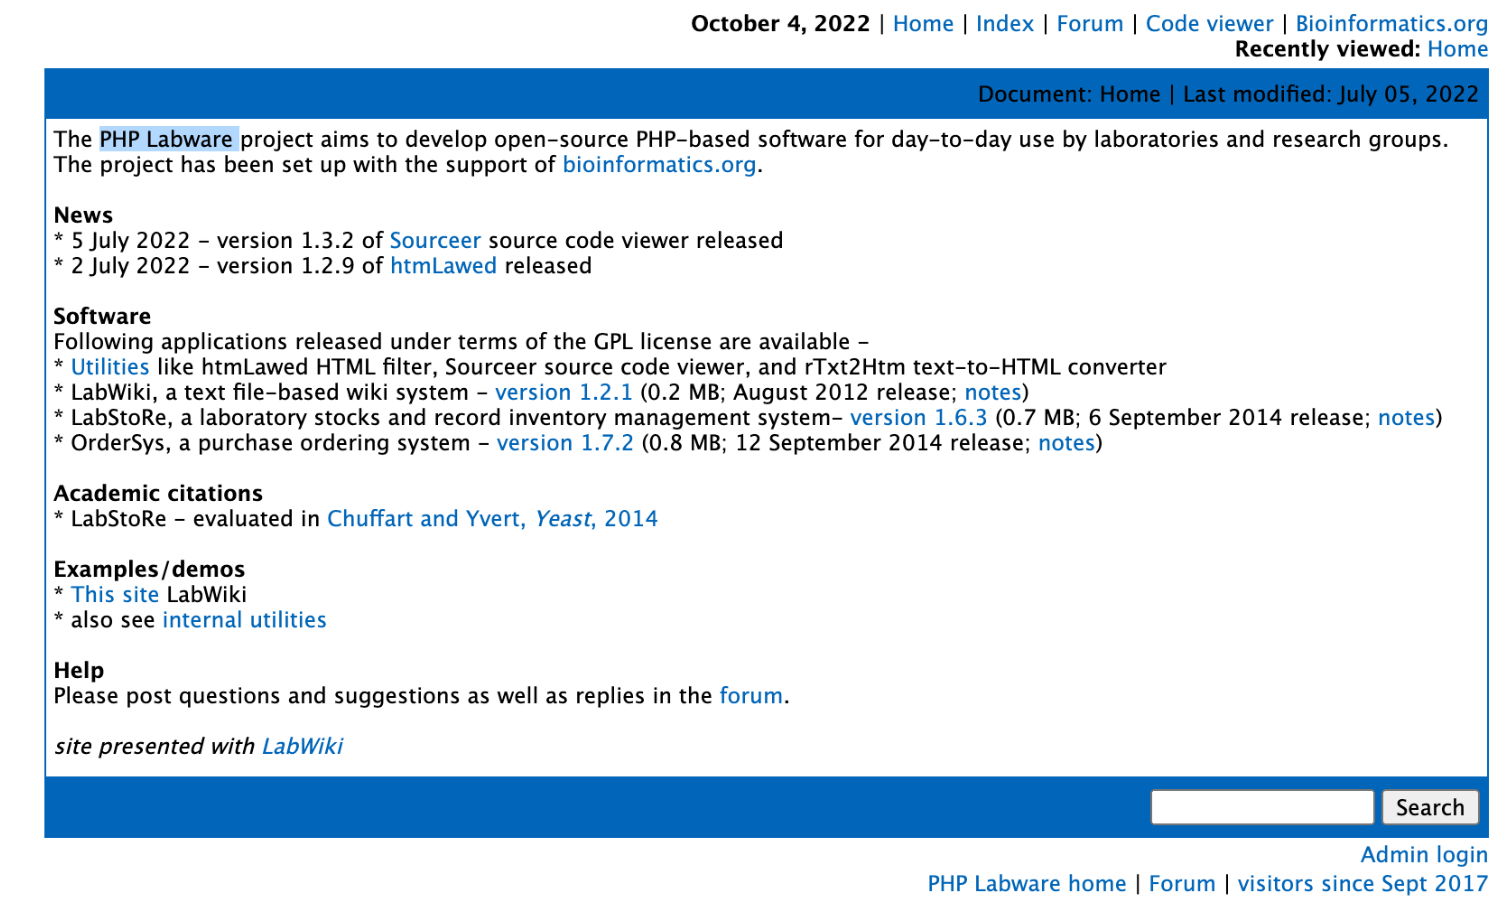 October 4, 2022 | Home | Index | Forum | Code viewer | Bioinformatics.org
Recently viewed: Home
Document: Home | Last modified: July 05, 2022
The PHP Labware project aims to develop open-source PHP-based software for day-to-day use by laboratories and research groups.
The project has been set up with the support of bioinformatics.org.
News
* 5 July 2022 - version 1.3.2 of Sourceer source code viewer released
* 2 July 2022 - version 1.2.9 of htmLawed released
Software
Following applications released under terms of the GPL license are available -
* Utilities like htmLawed HTML filter, Sourceer source code viewer, and rTxt2Htm text-to-HTML converter
* LabWiki, a text file-based wiki system - version 1.2.1 (0.2 MB; August 2012 release; notes)
* LabStoRe, a laboratory stocks and record inventory management system- version 1.6.3 (0.7 MB; 6 September 2014 release; notes)
* OrderSys, a purchase ordering system - version 1.7.2 (0.8 MB; 12 September 2014 release; notes)
Academic citations
* LabStoRe - evaluated in Chuffart and Yvert, Yeast, 2014
Examples/demos
* This site LabWiki
* also see internal utilities
Help
Please post questions and suggestions as well as replies in the forum.
site presented with LabWiki
Search
Admin login
PHP Labware home | Forum | visitors since Sept 2017